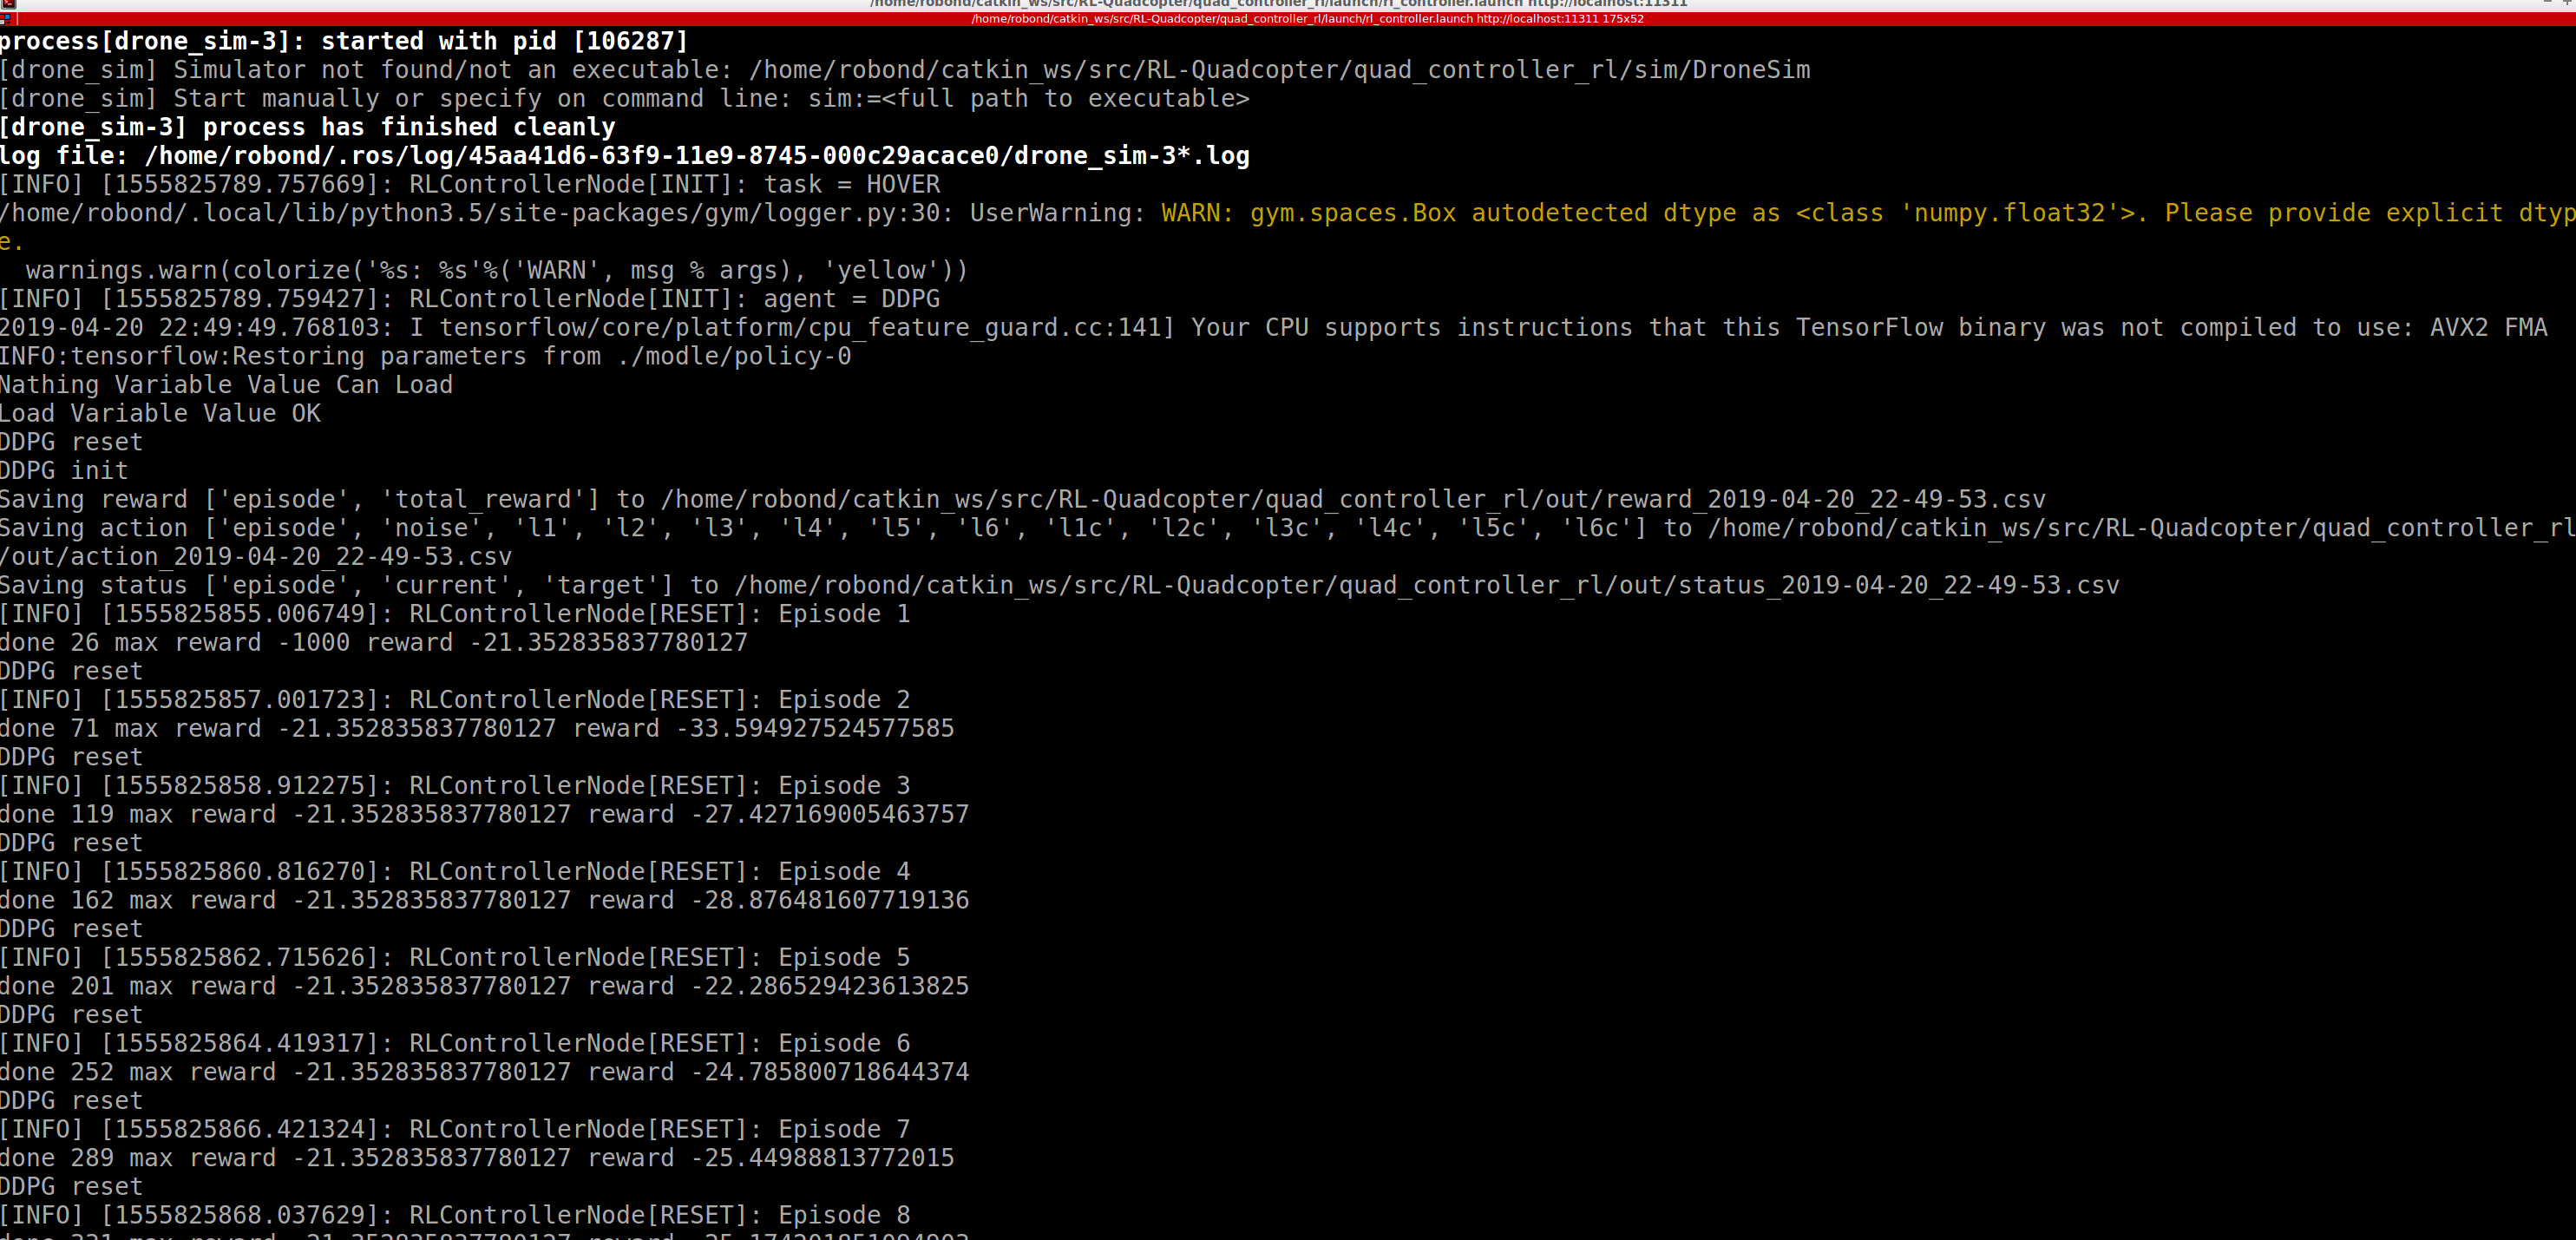 /home/robond/catkin_ws/src/RL-Quadcopter/quad_controller_rl/launch/rl_controller.launch http://localhost:11311
/home/robond/catkin_ws/src/RL-Quadcopter/quad_controller_rl/launch/rl_controller.launch http://localhost:11311 175x52
process[drone_sim-3]: started with pid [106287]
[drone_sim] Simulator not found/not an executable: /home/robond/catkin_ws/src/RL-Quadcopter/quad_controller_rl/sim/DroneSim
[drone_sim] Start manually or specify on command line: sim:=<full path to executable>
[drone_sim-3] process has finished cleanly
log file: /home/robond/.ros/log/45aa41d6-63f9-11e9-8745-000c29acace0/drone_sim-3*.log
[INFO] [1555825789.757669]: RLControllerNode[INIT]: task = HOVER
/home/robond/.local/lib/python3.5/site-packages/gym/logger.py:30: UserWarning: WARN: gym.spaces.Box autodetected dtype as <class 'numpy.float32'>. Please provide explicit dtyp
e.
  warnings.warn(colorize('%s: %s'%('WARN', msg % args), 'yellow'))
[INFO] [1555825789.759427]: RLControllerNode[INIT]: agent = DDPG
2019-04-20 22:49:49.768103: I tensorflow/core/platform/cpu_feature_guard.cc:141] Your CPU supports instructions that this TensorFlow binary was not compiled to use: AVX2 FMA
INFO:tensorflow:Restoring parameters from ./modle/policy-0
Nathing Variable Value Can Load
Load Variable Value OK
DDPG reset
DDPG init
Saving reward ['episode', 'total_reward'] to /home/robond/catkin_ws/src/RL-Quadcopter/quad_controller_rl/out/reward_2019-04-20_22-49-53.csv
Saving action ['episode', 'noise', 'l1', 'l2', 'l3', 'l4', 'l5', 'l6', 'l1c', 'l2c', 'l3c', 'l4c', 'l5c', 'l6c'] to /home/robond/catkin_ws/src/RL-Quadcopter/quad_controller_rl
/out/action_2019-04-20_22-49-53.csv
Saving status ['episode', 'current', 'target'] to /home/robond/catkin_ws/src/RL-Quadcopter/quad_controller_rl/out/status_2019-04-20_22-49-53.csv
[INFO] [1555825855.006749]: RLControllerNode[RESET]: Episode 1
done 26 max reward -1000 reward -21.352835837780127
DDPG reset
[INFO] [1555825857.001723]: RLControllerNode[RESET]: Episode 2
done 71 max reward -21.352835837780127 reward -33.594927524577585
DDPG reset
[INFO] [1555825858.912275]: RLControllerNode[RESET]: Episode 3
done 119 max reward -21.352835837780127 reward -27.427169005463757
DDPG reset
[INFO] [1555825860.816270]: RLControllerNode[RESET]: Episode 4
done 162 max reward -21.352835837780127 reward -28.876481607719136
DDPG reset
[INFO] [1555825862.715626]: RLControllerNode[RESET]: Episode 5
done 201 max reward -21.352835837780127 reward -22.286529423613825
DDPG reset
[INFO] [1555825864.419317]: RLControllerNode[RESET]: Episode 6
done 252 max reward -21.352835837780127 reward -24.785800718644374
DDPG reset
[INFO] [1555825866.421324]: RLControllerNode[RESET]: Episode 7
done 289 max reward -21.352835837780127 reward -25.44988813772015
DDPG reset
[INFO] [1555825868.037629]: RLControllerNode[RESET]: Episode 8
done 331 max reward -21.352835837780127 reward